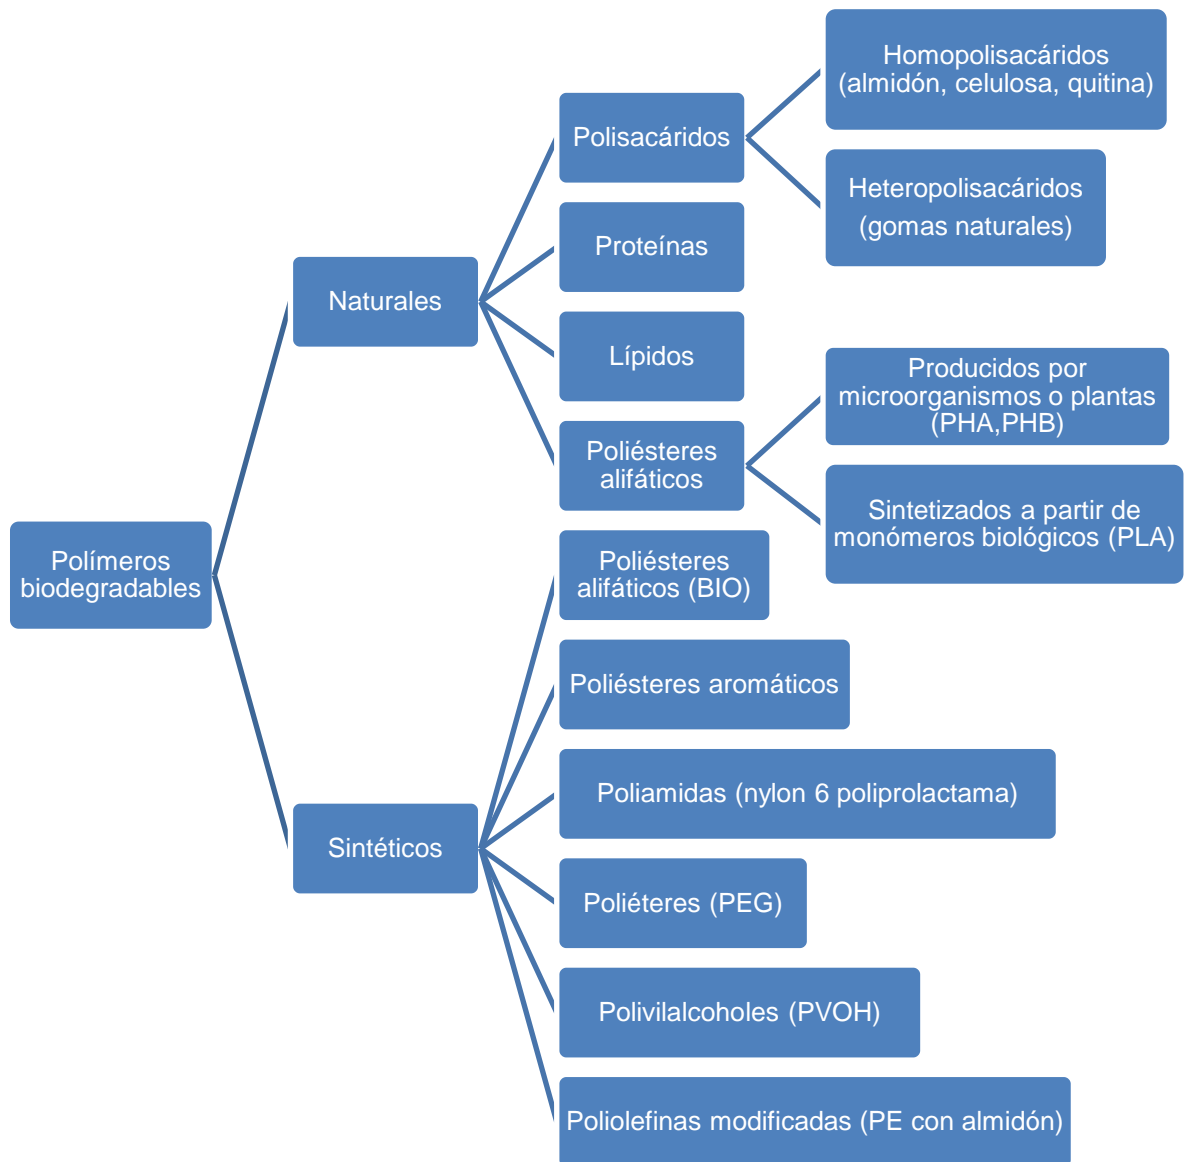 Polímeros
biodegradables
Naturales
Polisacáridos
Homopolisacáridos
(almidón, celulosa, quitina)
Heteropolisacáridos
(gomas naturales)
Proteínas
Lípidos
Poliésteres
alifáticos
Producidos por
microorganismos o plantas
(PHA,PHB)
Sintetizados a partir de
monómeros biológicos (PLA)
Sintéticos
Poliésteres
alifáticos (BIO)
Poliésteres aromáticos
Poliamidas (nylon 6 poliprolactama)
Poliéteres (PEG)
Polivilalcoholes (PVOH)
Poliolefinas modificadas (PE con almidón)